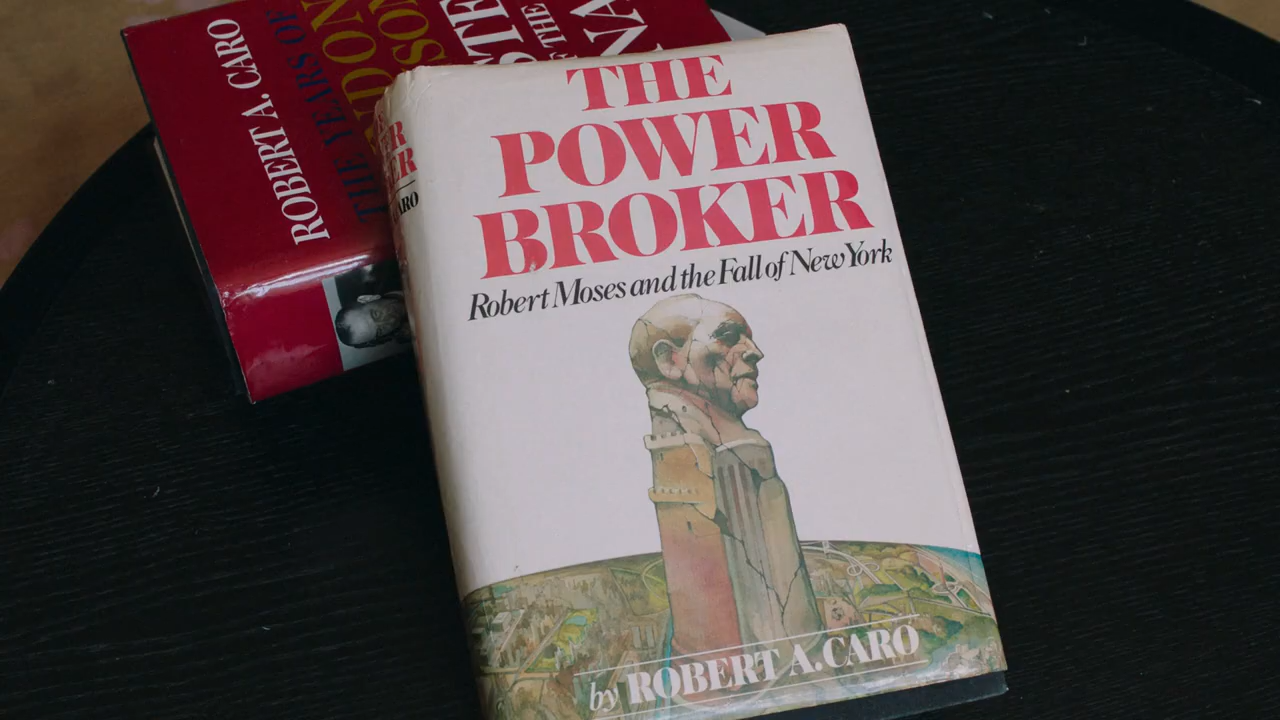 ROBERT A. CARO
THE YEARS OF
THE
POWER
BROKER
Robert Moses and the Fall of New York
by ROBERT A. CARO